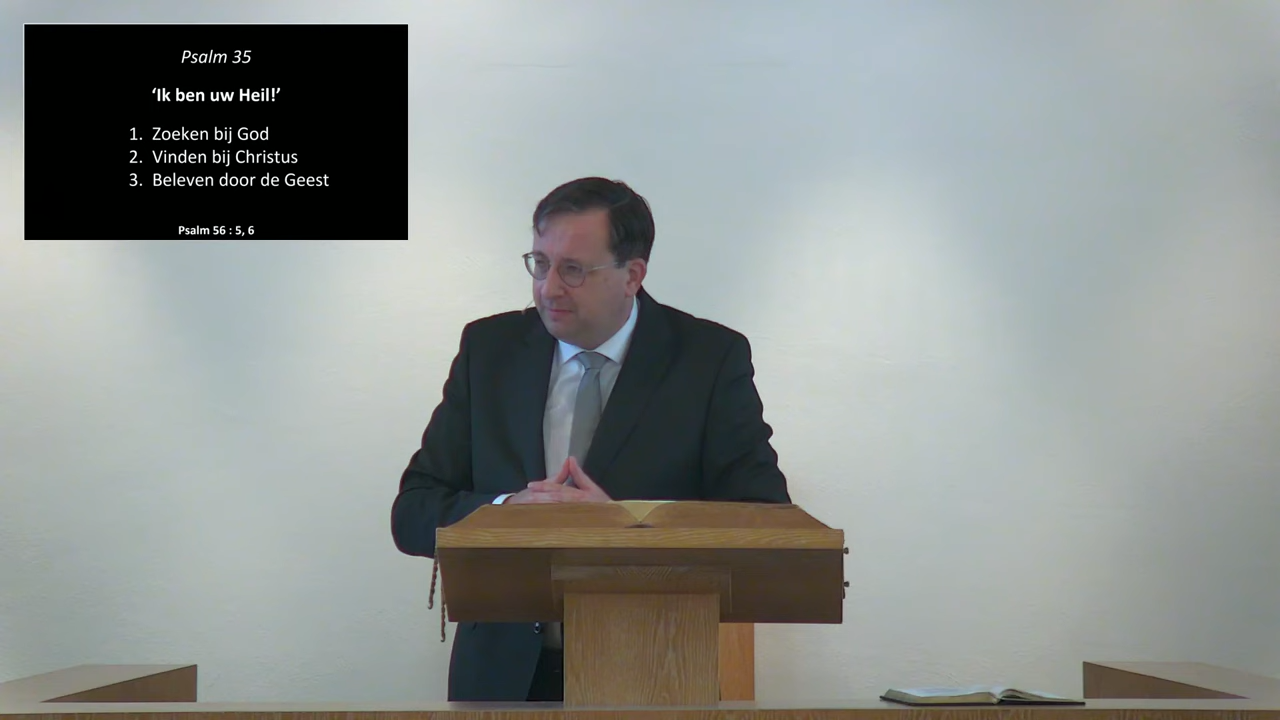 Psalm 35
‘Ik ben uw Heil!’
1. Zoeken bij God
2. Vinden bij Christus
3. Beleven door de Geest
Psalm 56 : 5, 6